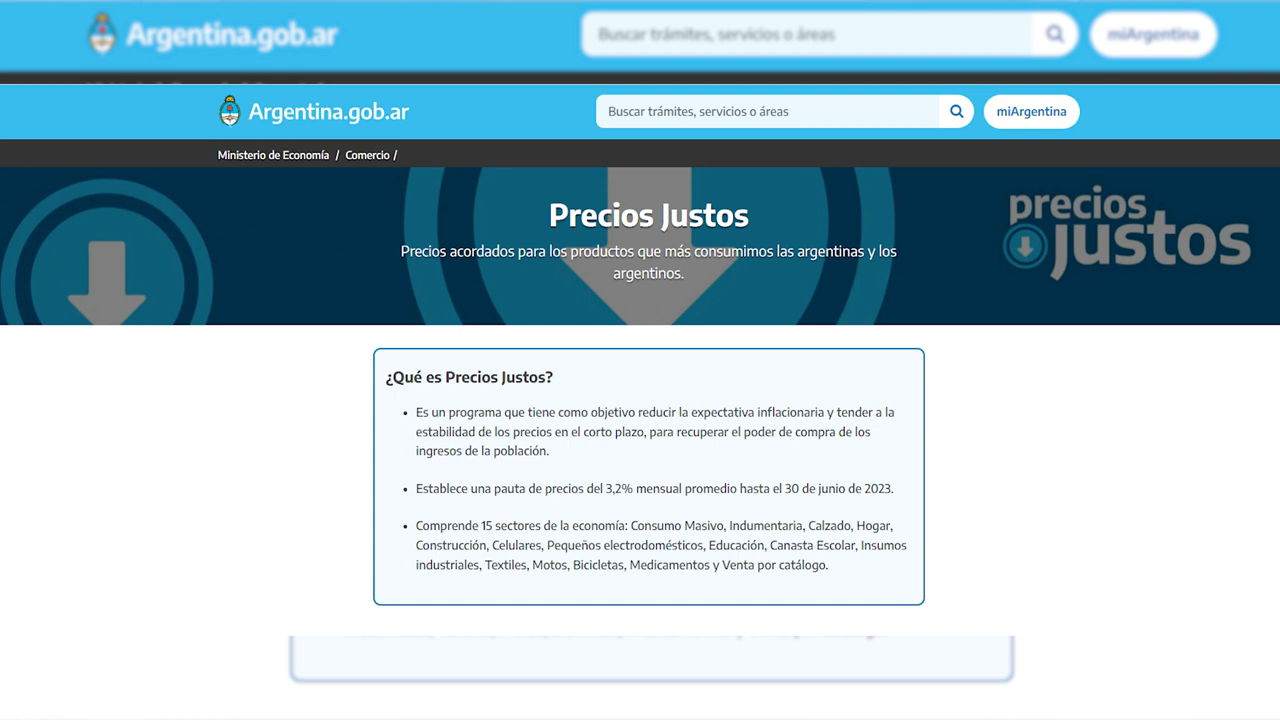 Argentina.gob.ar
Buscar trámites, servicios o áreas
miArgentina
Argentina.gob.ar
Buscar trámites, servicios o áreas
miArgentina
Ministerio de Economía / Comercio /
Precios Justos
Precios acordados para los productos que más consumimos las argentinas y los
argentinos.
precios
justos
¿Qué es Precios Justos?
• Es un programa que tiene como objetivo reducir la expectativa inflacionaria y tender a la
estabilidad de los precios en el corto plazo, para recuperar el poder de compra de los
ingresos de la población.
• Establece una pauta de precios del 3,2% mensual promedio hasta el 30 de junio de 2023.
• Comprende 15 sectores de la economía: Consumo Masivo, Indumentaria, Calzado, Hogar,
Construcción, Celulares, Pequeños electrodomésticos, Educación, Canasta Escolar, Insumos
industriales, Textiles, Motos, Bicicletas, Medicamentos y Venta por catálogo.